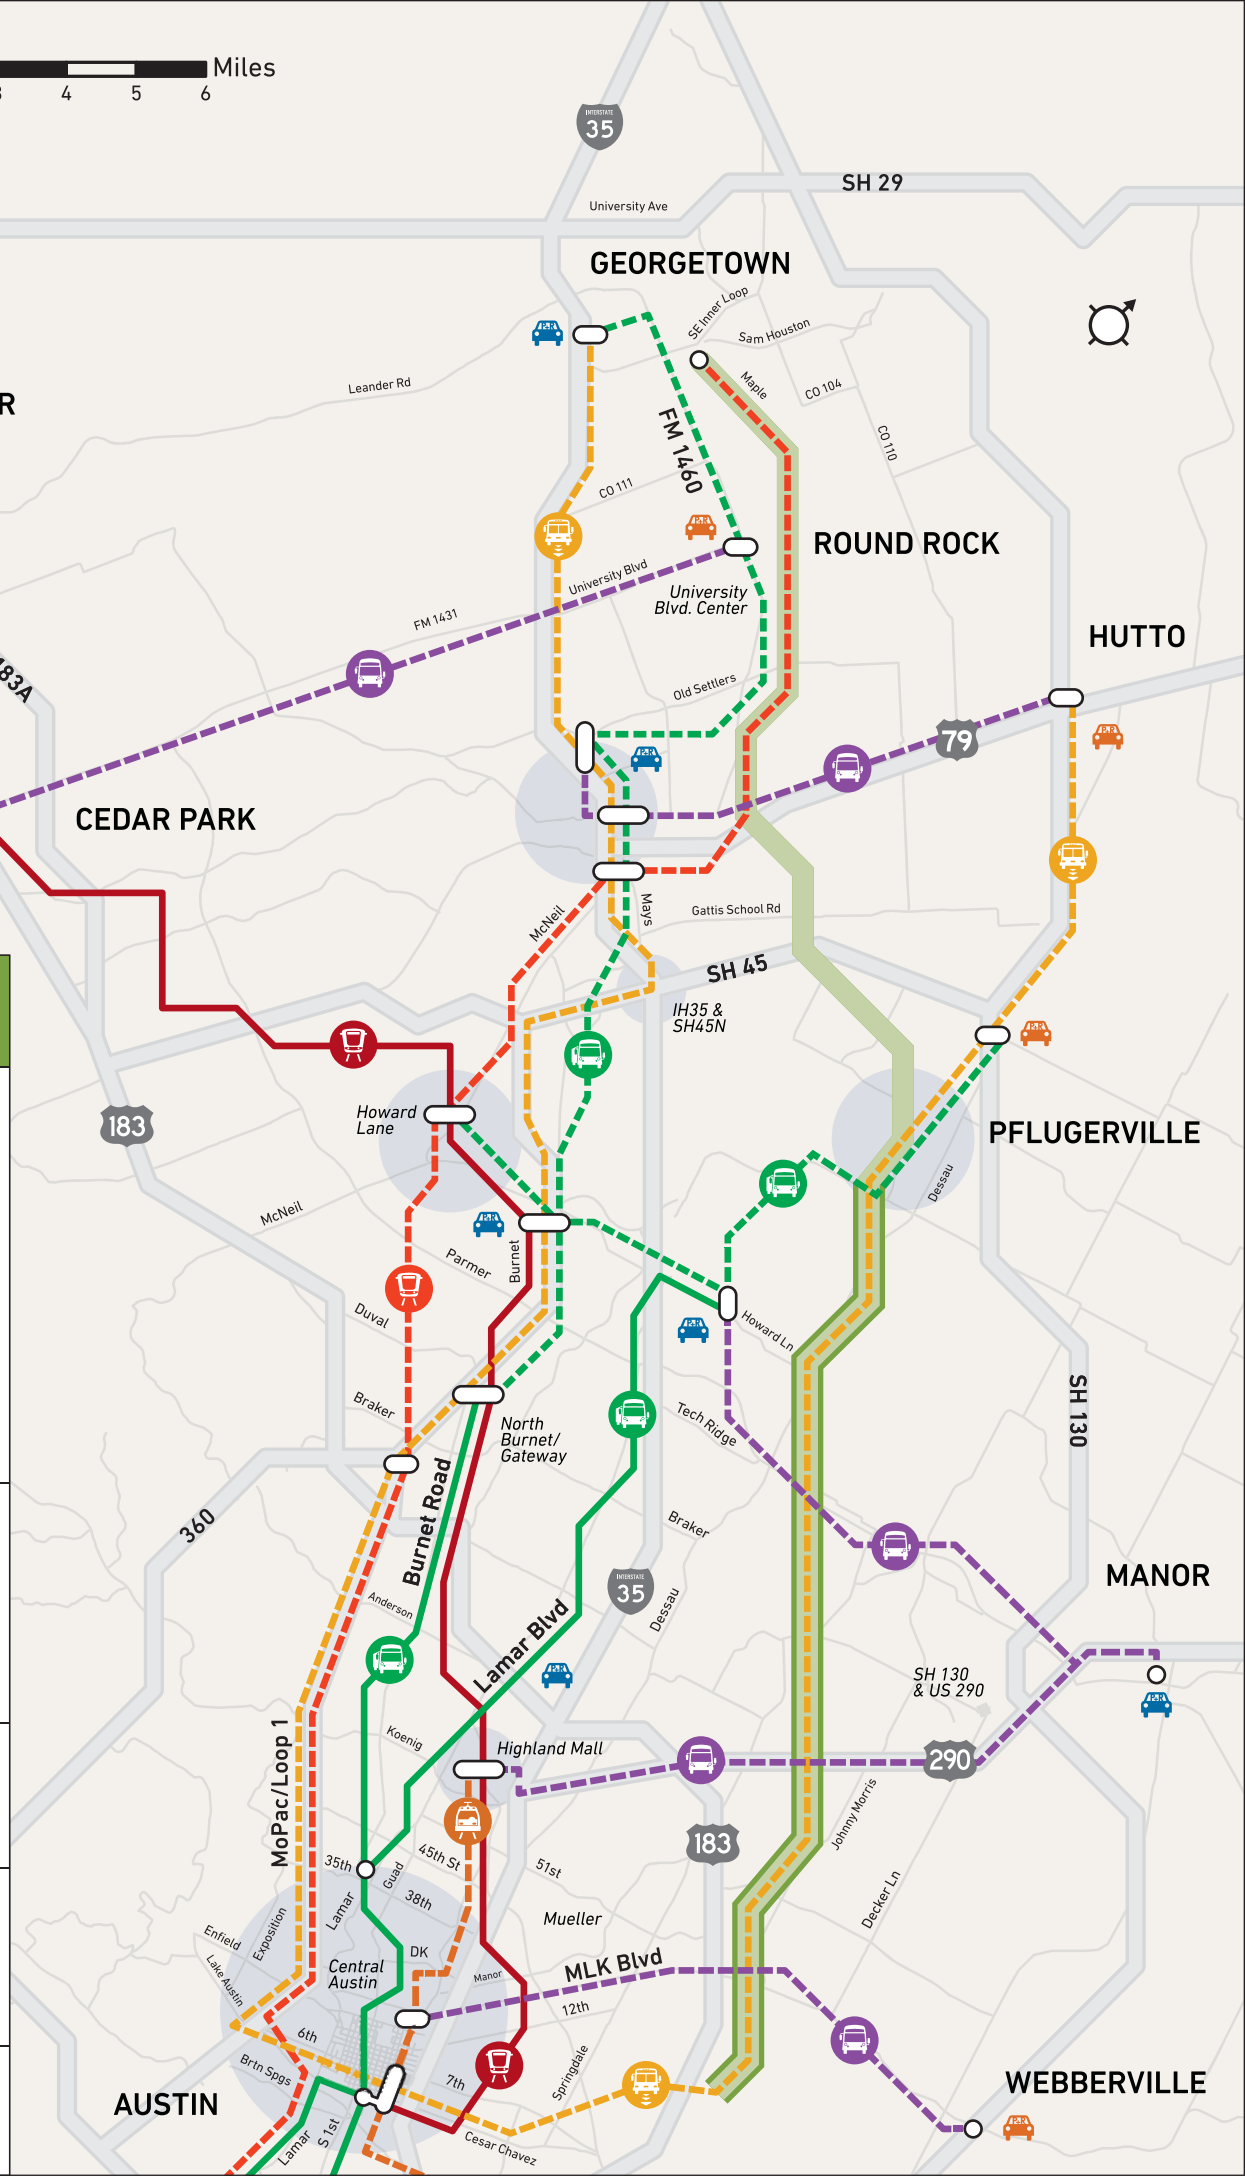 Miles
3
4
5
6
INTERSTATE
35
SH 29
University Ave
GEORGETOWN
P&R
SE Inner Loop
Sam Houston
Leander Rd
Maple
CO 104
R
FM 1460
CO 110
CO 111
P&R
ROUND ROCK
University Blvd
University
Blvd. Center
FM 1431
HUTTO
183A
Old Settlers
79
P&R
P&R
CEDAR PARK
Mays
McNeil
Gattis School Rd
SH 45
IH35 &
SH45N
P&R
Howard
Lane
183
PFLUGERVILLE
Dessau
McNeil
P&R
Parmer
Burnet
Duval
P&R
Howard Ln
Braker
SH 130
North
Burnet/
Gateway
Tech Ridge
360
Burnet Road
Braker
INTERSTATE
35
MANOR
Anderson
Dessau
Lamar Blvd
P&R
SH 130
& US 290
P&R
Koenig
Highland Mall
MoPac/Loop 1
290
Johnny Morris
183
35th
45th St
Guad
51st
38th
Lamar
Mueller
Decker Ln
Enfield
Exposition
DK
Lake Austin
Central
Austin
Manor
MLK Blvd
12th
6th
Brtn Spgs
7th
Springdale
AUSTIN
WEBBERVILLE
P&R
S 1st
Lamar
Cesar Chavez